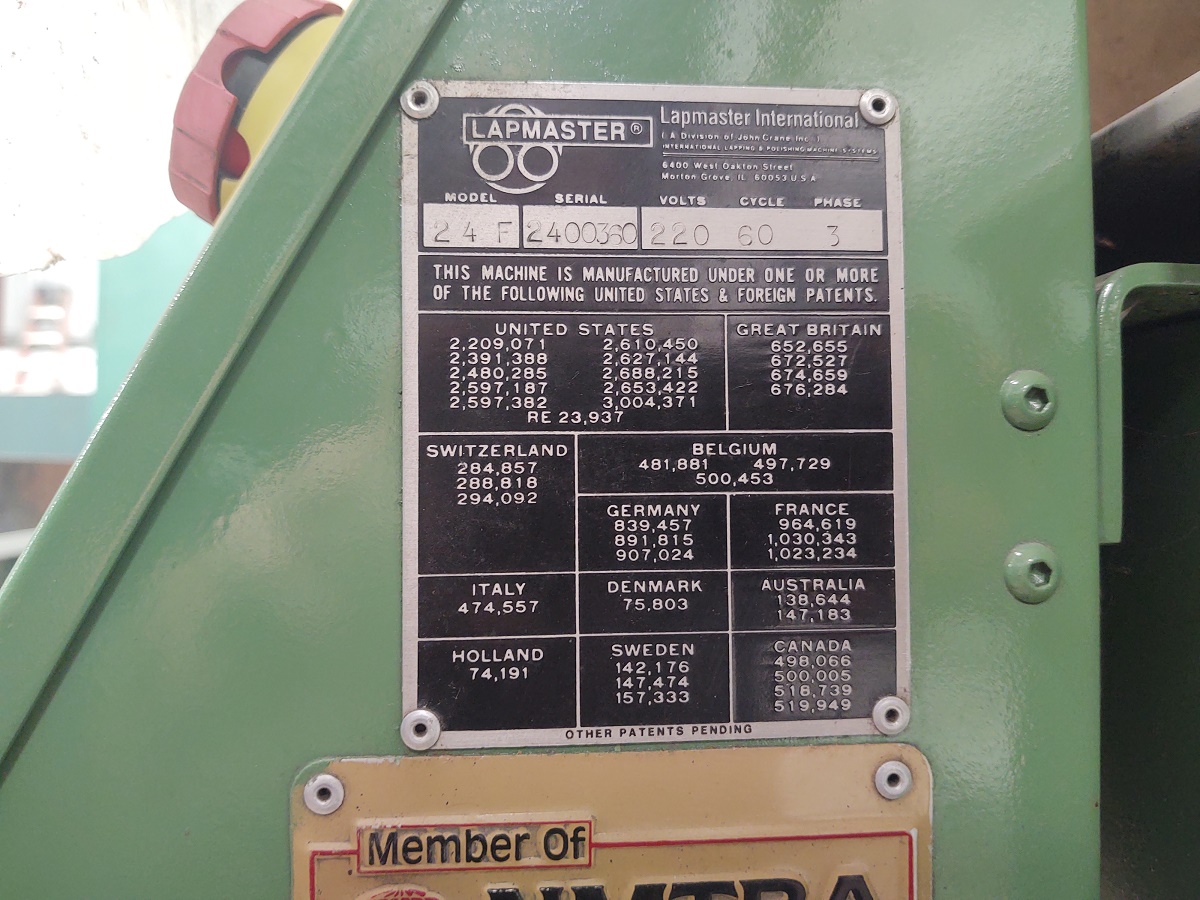 LAPMASTER®
Lapmaster International
( A Division of John Crane Inc. )
INTERNATIONAL LAPPING & POLISHING MACHINE SYSTEMS
6400 West Oakton Street
Morton Grove, IL 60053 U.S.A
MODEL SERIAL VOLTS CYCLE PHASE
24 F 2400360 220 60 3
THIS MACHINE IS MANUFACTURED UNDER ONE OR MORE
OF THE FOLLOWING UNITED STATES & FOREIGN PATENTS.
UNITED STATES
2,209,071 2,610,450
2,391,388 2,627,144
2,480,285 2,688,215
2,597,187 2,653,422
2,597,382 3,004,371
RE 23,937
GREAT BRITAIN
652,655
672,527
674,659
676,284
SWITZERLAND
284,857
288,818
294,092
BELGIUM
481,881 497,729
500,453
GERMANY
839,457
891,815
907,024
FRANCE
964,619
1,030,343
1,023,234
ITALY
474,557
DENMARK
75,803
AUSTRALIA
138,644
147,183
HOLLAND
74,191
SWEDEN
142,176
147,474
157,333
CANADA
498,066
500,005
518,739
519,949
OTHER PATENTS PENDING
Member Of
NMTBA